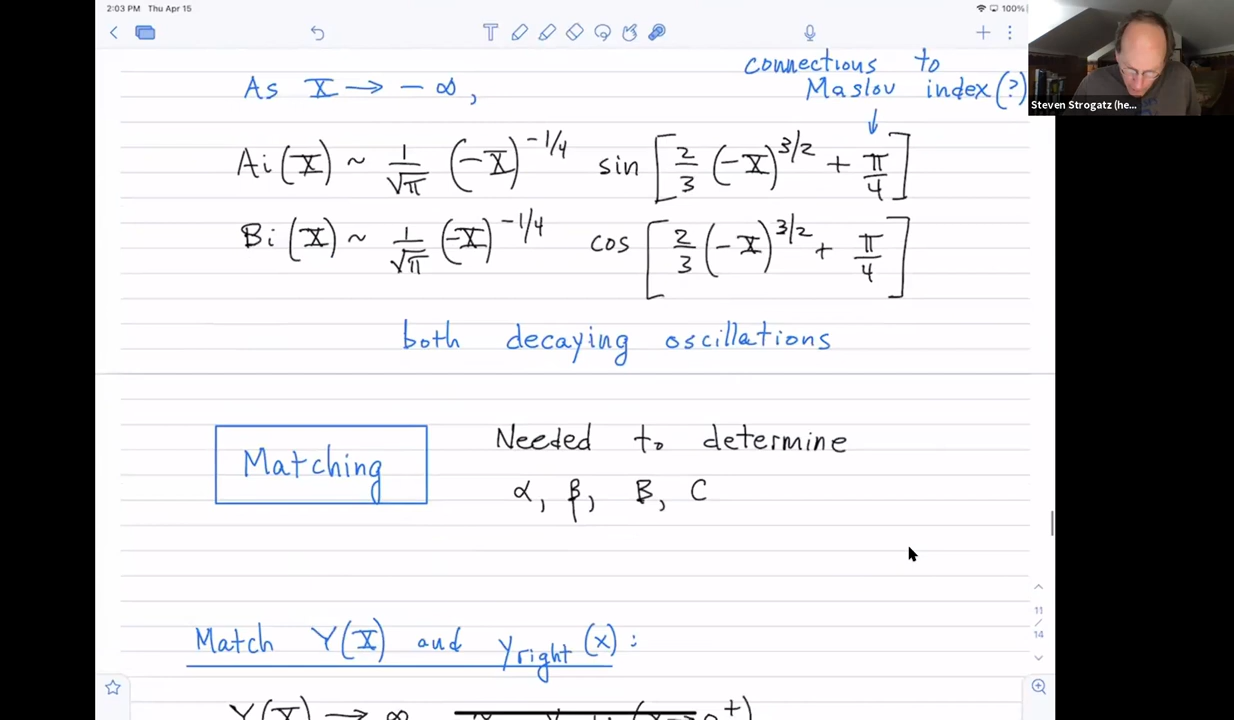 2:03 PM Thu Apr 15
100%
connections to
Maslov index(?)
As X → - ∞,
Ai(X) ~ 1/√π (-X)^-1/4 sin [2/3 (-X)^3/2 + π/4]
Bi(X) ~ 1/√π (-X)^-1/4 cos [2/3 (-X)^3/2 + π/4]
both decaying oscillations
Matching
Needed to determine
α, β, B, C
Match Y(X) and y_right (x):
Y(X) → ∞
Steven Strogatz (he...
11
/
14